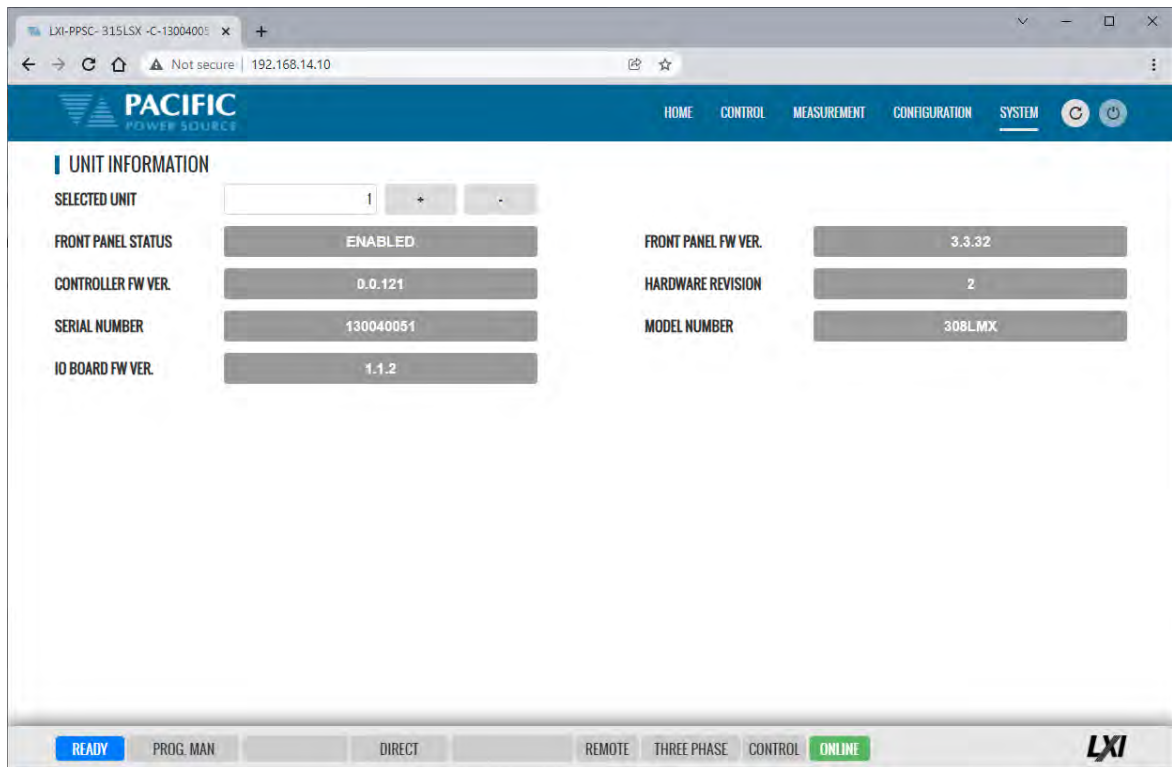 LXI-PPSC- 315LSX -C-1300400
Not secure 192.168.14.10
PACIFIC
POWER SOURCE
HOME CONTROL MEASUREMENT CONFIGURATION SYSTEM
UNIT INFORMATION
SELECTED UNIT 1 + -
FRONT PANEL STATUS ENABLED FRONT PANEL FW VER. 3.3.32
CONTROLLER FW VER. 0.0.121 HARDWARE REVISION 2
SERIAL NUMBER 130040051 MODEL NUMBER 308LMX
IO BOARD FW VER. 1.1.2
READY PROG. MAN DIRECT REMOTE THREE PHASE CONTROL ONLINE LXI